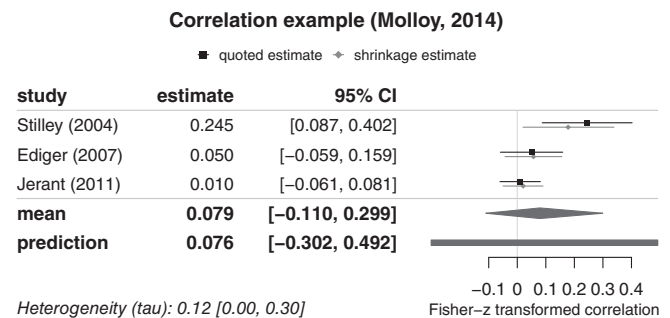 Correlation example (Molloy, 2014)
quoted estimate shrinkage estimate
study estimate 95% CI
Stilley (2004) 0.245 [0.087, 0.402]
Ediger (2007) 0.050 [−0.059, 0.159]
Jerant (2011) 0.010 [−0.061, 0.081]
mean 0.079 [−0.110, 0.299]
prediction 0.076 [−0.302, 0.492]
−0.1 0 0.1 0.2 0.3 0.4
Heterogeneity (tau): 0.12 [0.00, 0.30] Fisher−z transformed correlation